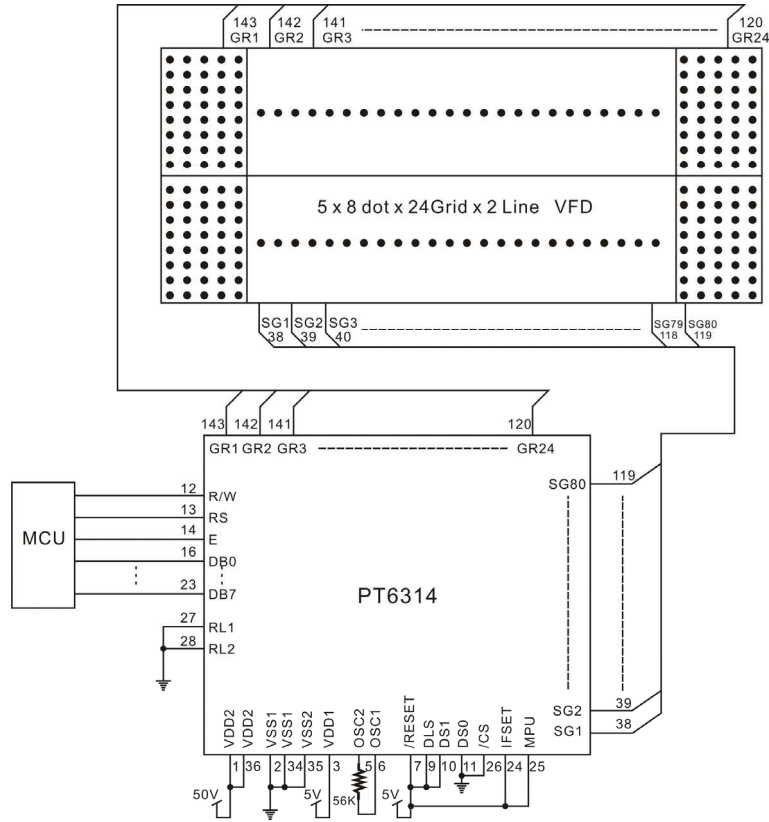 143 142 141 120
GR1 GR2 GR3 GR24
5 x 8 dot x 24Grid x 2 Line VFD
SG1 SG2 SG3 SG79 SG80
38 39 40 118 119
143 142 141 120
GR1 GR2 GR3 GR24
SG80 119
MCU
12 R/W
13 RS
14 E
16 DB0
23 DB7
PT6314
27 RL1
28 RL2
SG2 39
SG1 38
VDD2 VDD2 VSS1 VSS1 VSS2 VDD1 OSC2 OSC1 /RESET DLS DS1 DS0 /CS IFSET MPU
1 36 2 34 35 3 5 6 7 9 10 11 26 24 25
50V 5V 56K 5V